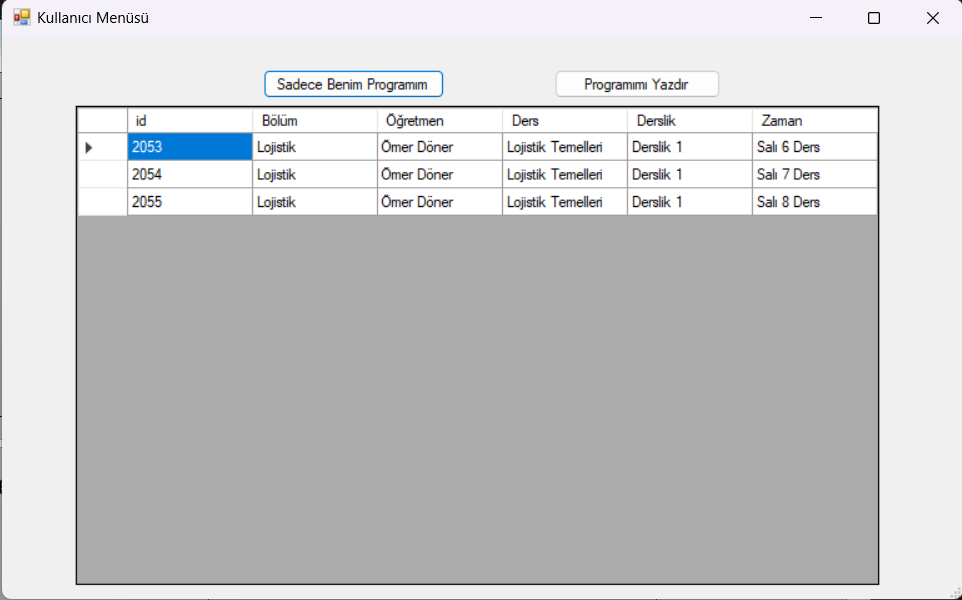 Kullanıcı Menüsü
Sadece Benim Programım Programımı Yazdır
id Bölüm Öğretmen Ders Derslik Zaman
2053 Lojistik Ömer Döner Lojistik Temelleri Derslik 1 Salı 6 Ders
2054 Lojistik Ömer Döner Lojistik Temelleri Derslik 1 Salı 7 Ders
2055 Lojistik Ömer Döner Lojistik Temelleri Derslik 1 Salı 8 Ders